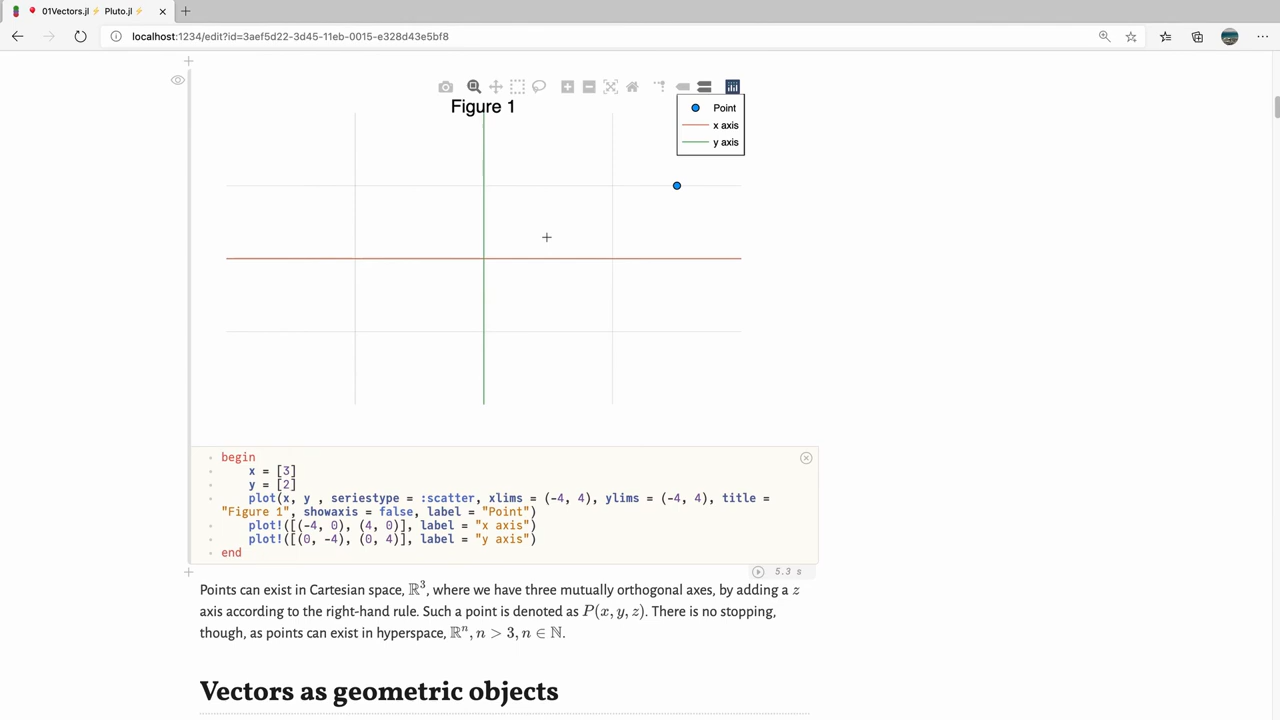 01Vectors.jl ⚡ Pluto.jl ⚡
localhost:1234/edit?id=3aef5d22-3d45-11eb-0015-e328d43e5bf8
Figure 1
Point
x axis
y axis
begin
x = [3]
y = [2]
plot(x, y , seriestype = :scatter, xlims = (-4, 4), ylims = (-4, 4), title =
"Figure 1", showaxis = false, label = "Point")
plot!([(-4, 0), (4, 0)], label = "x axis")
plot!([(0, -4), (0, 4)], label = "y axis")
end
5.3 s
Points can exist in Cartesian space, ℝ³, where we have three mutually orthogonal axes, by adding a z
axis according to the right-hand rule. Such a point is denoted as P(x, y, z). There is no stopping,
though, as points can exist in hyperspace, ℝⁿ, n > 3, n ∈ ℕ.
Vectors as geometric objects